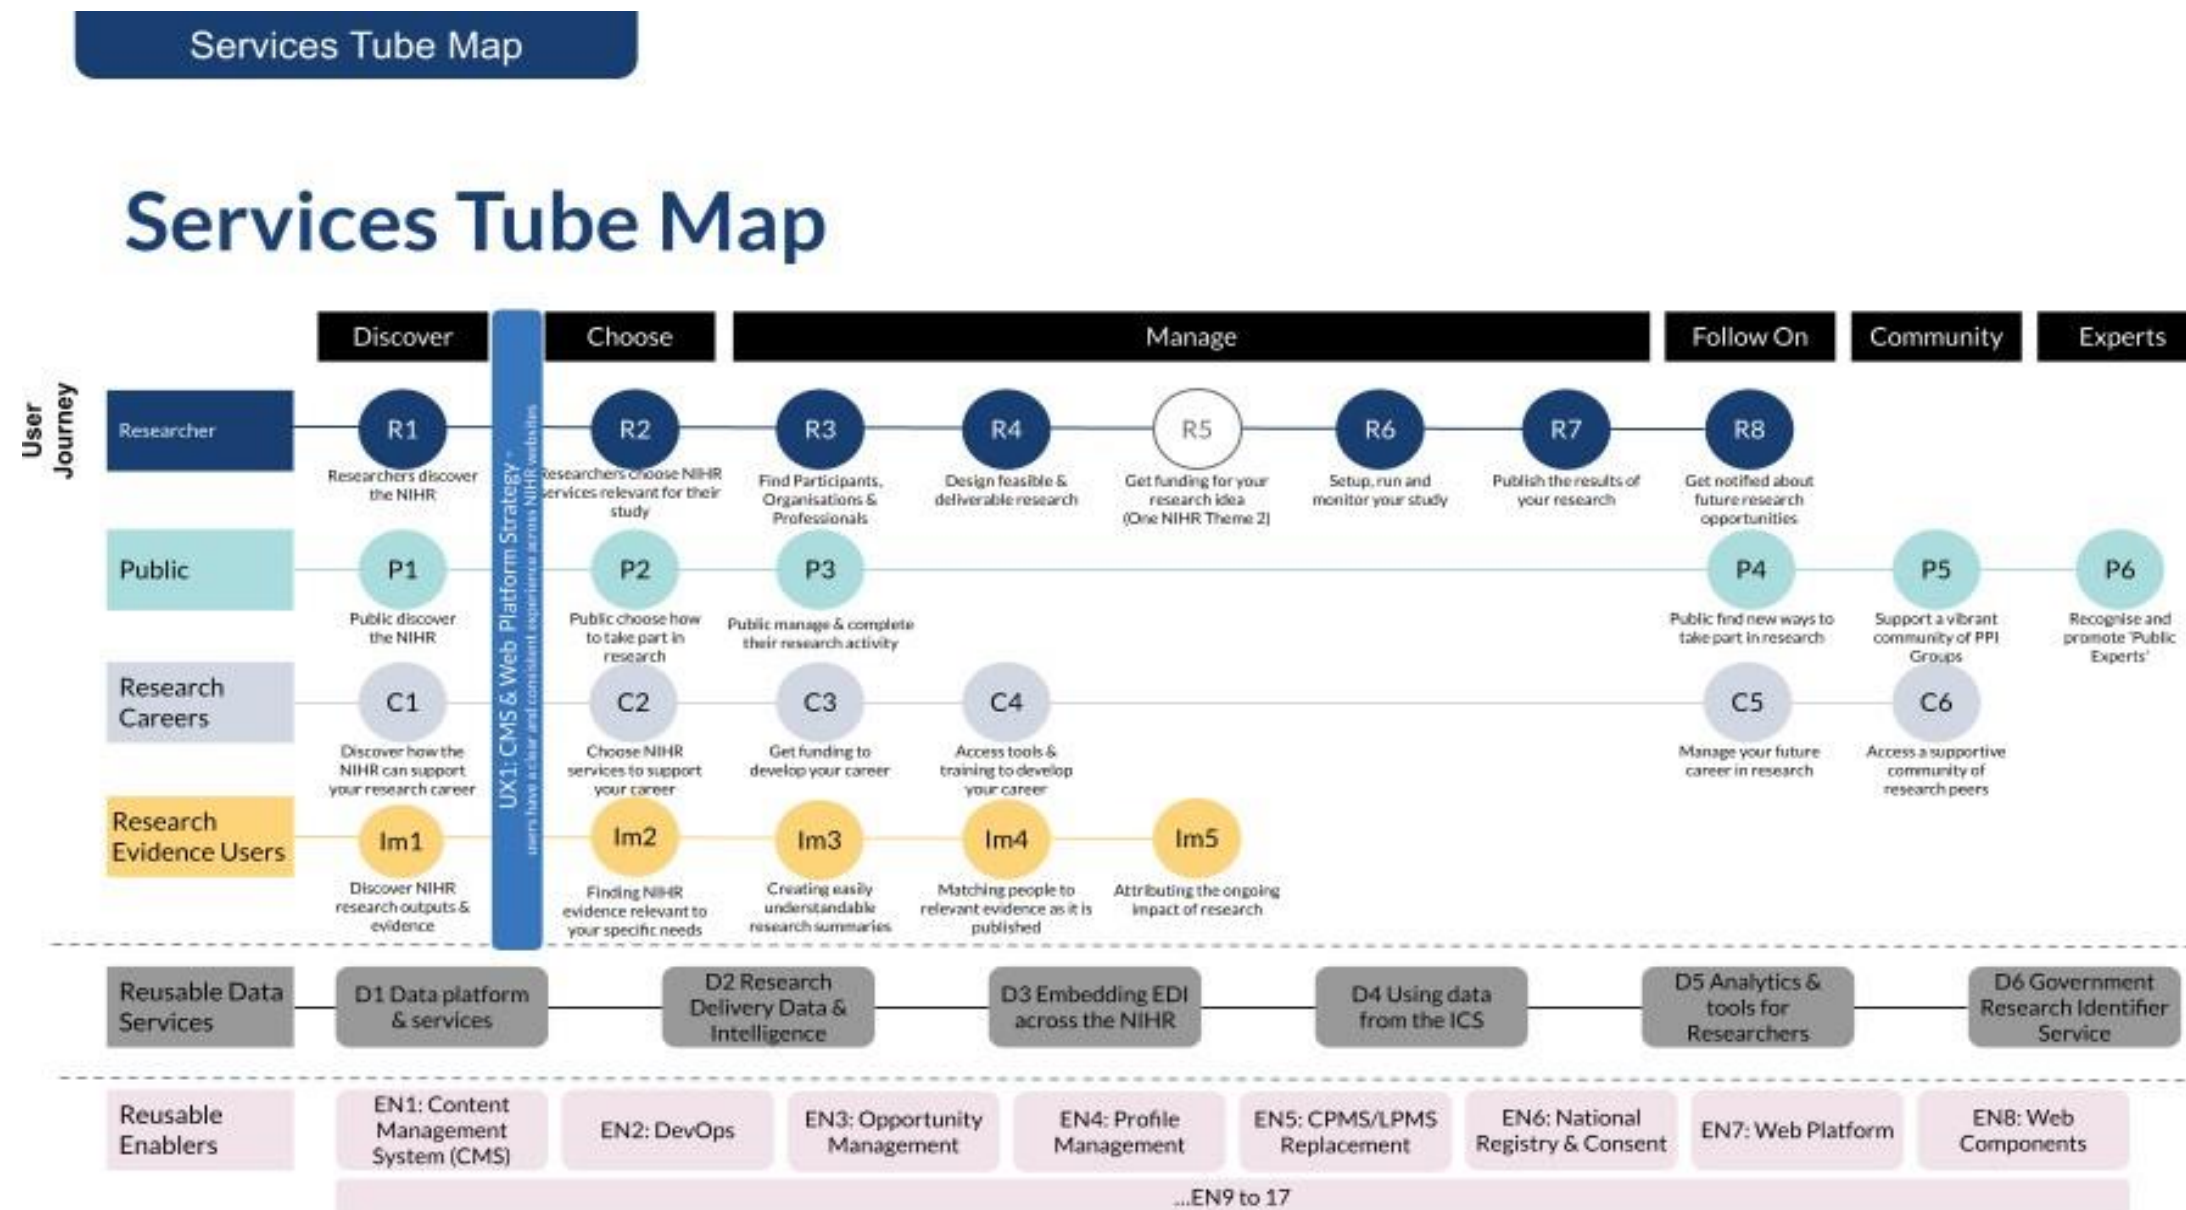 Services Tube Map
Services Tube Map
Discover
Choose
Manage
Follow On
Community
Experts
User
Journey
UX1: CMS & Web Platform Strategy -
users have a clear and consistent experience across NIHR websites
Researcher
R1
R2
R3
R4
R5
R6
R7
R8
Researchers discover
the NIHR
Researchers choose NIHR
services relevant for their
study
Find Participants,
Organisations &
Professionals
Design feasible &
deliverable research
Get funding for your
research idea
(One NIHR Theme 2)
Setup, run and
monitor your study
Publish the results of
your research
Get notified about
future research
opportunities
Public
P1
P2
P3
P4
P5
P6
Public discover
the NIHR
Public choose how
to take part in
research
Public manage & complete
their research activity
Public find new ways to
take part in research
Support a vibrant
community of PPI
Groups
Recognise and
promote 'Public
Experts'
Research
Careers
C1
C2
C3
C4
C5
C6
Discover how the
NIHR can support
your research career
Choose NIHR
services to support
your career
Get funding to
develop your career
Access tools &
training to develop
your career
Manage your future
career in research
Access a supportive
community of
research peers
Research
Evidence Users
Im1
Im2
Im3
Im4
Im5
Discover NIHR
research outputs &
evidence
Finding NIHR
evidence relevant to
your specific needs
Creating easily
understandable
research summaries
Matching people to
relevant evidence as it is
published
Attributing the ongoing
impact of research
Reusable Data
Services
D1 Data platform
& services
D2 Research
Delivery Data &
Intelligence
D3 Embedding EDI
across the NIHR
D4 Using data
from the ICS
D5 Analytics &
tools for
Researchers
D6 Government
Research Identifier
Service
Reusable
Enablers
EN1: Content
Management
System (CMS)
EN2: DevOps
EN3: Opportunity
Management
EN4: Profile
Management
EN5: CPMS/LPMS
Replacement
EN6: National
Registry & Consent
EN7: Web Platform
EN8: Web
Components
...EN9 to 17